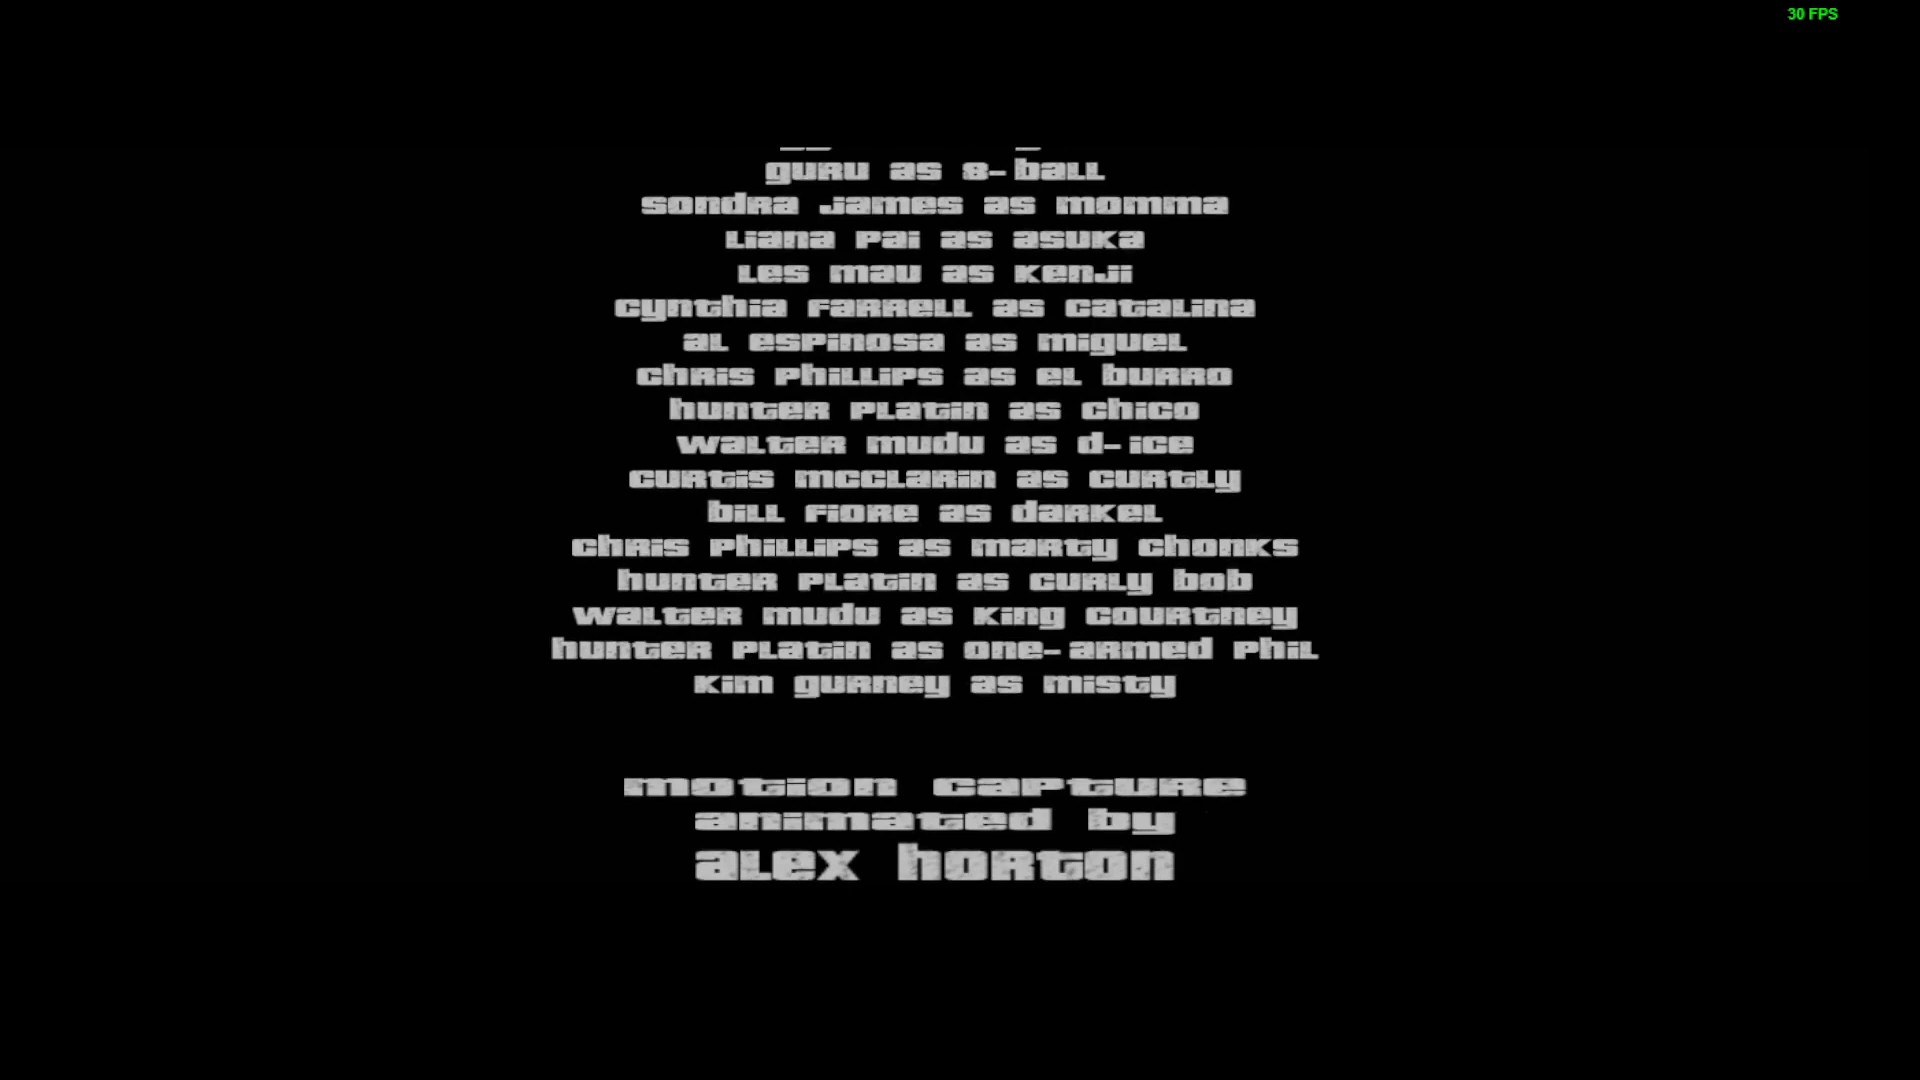 30 FPS
guru as 8-ball
sondra james as momma
liana pai as asuka
les mau as kenji
cynthia farrell as catalina
al espinosa as miguel
chris phillips as el burro
hunter platin as chico
walter mudu as d-ice
curtis mcclarin as curtly
bill fiore as darkel
chris phillips as marty chonks
hunter platin as curly bob
walter mudu as king courtney
hunter platin as one-armed phil
kim gurney as misty
motion capture
animated by
alex horton